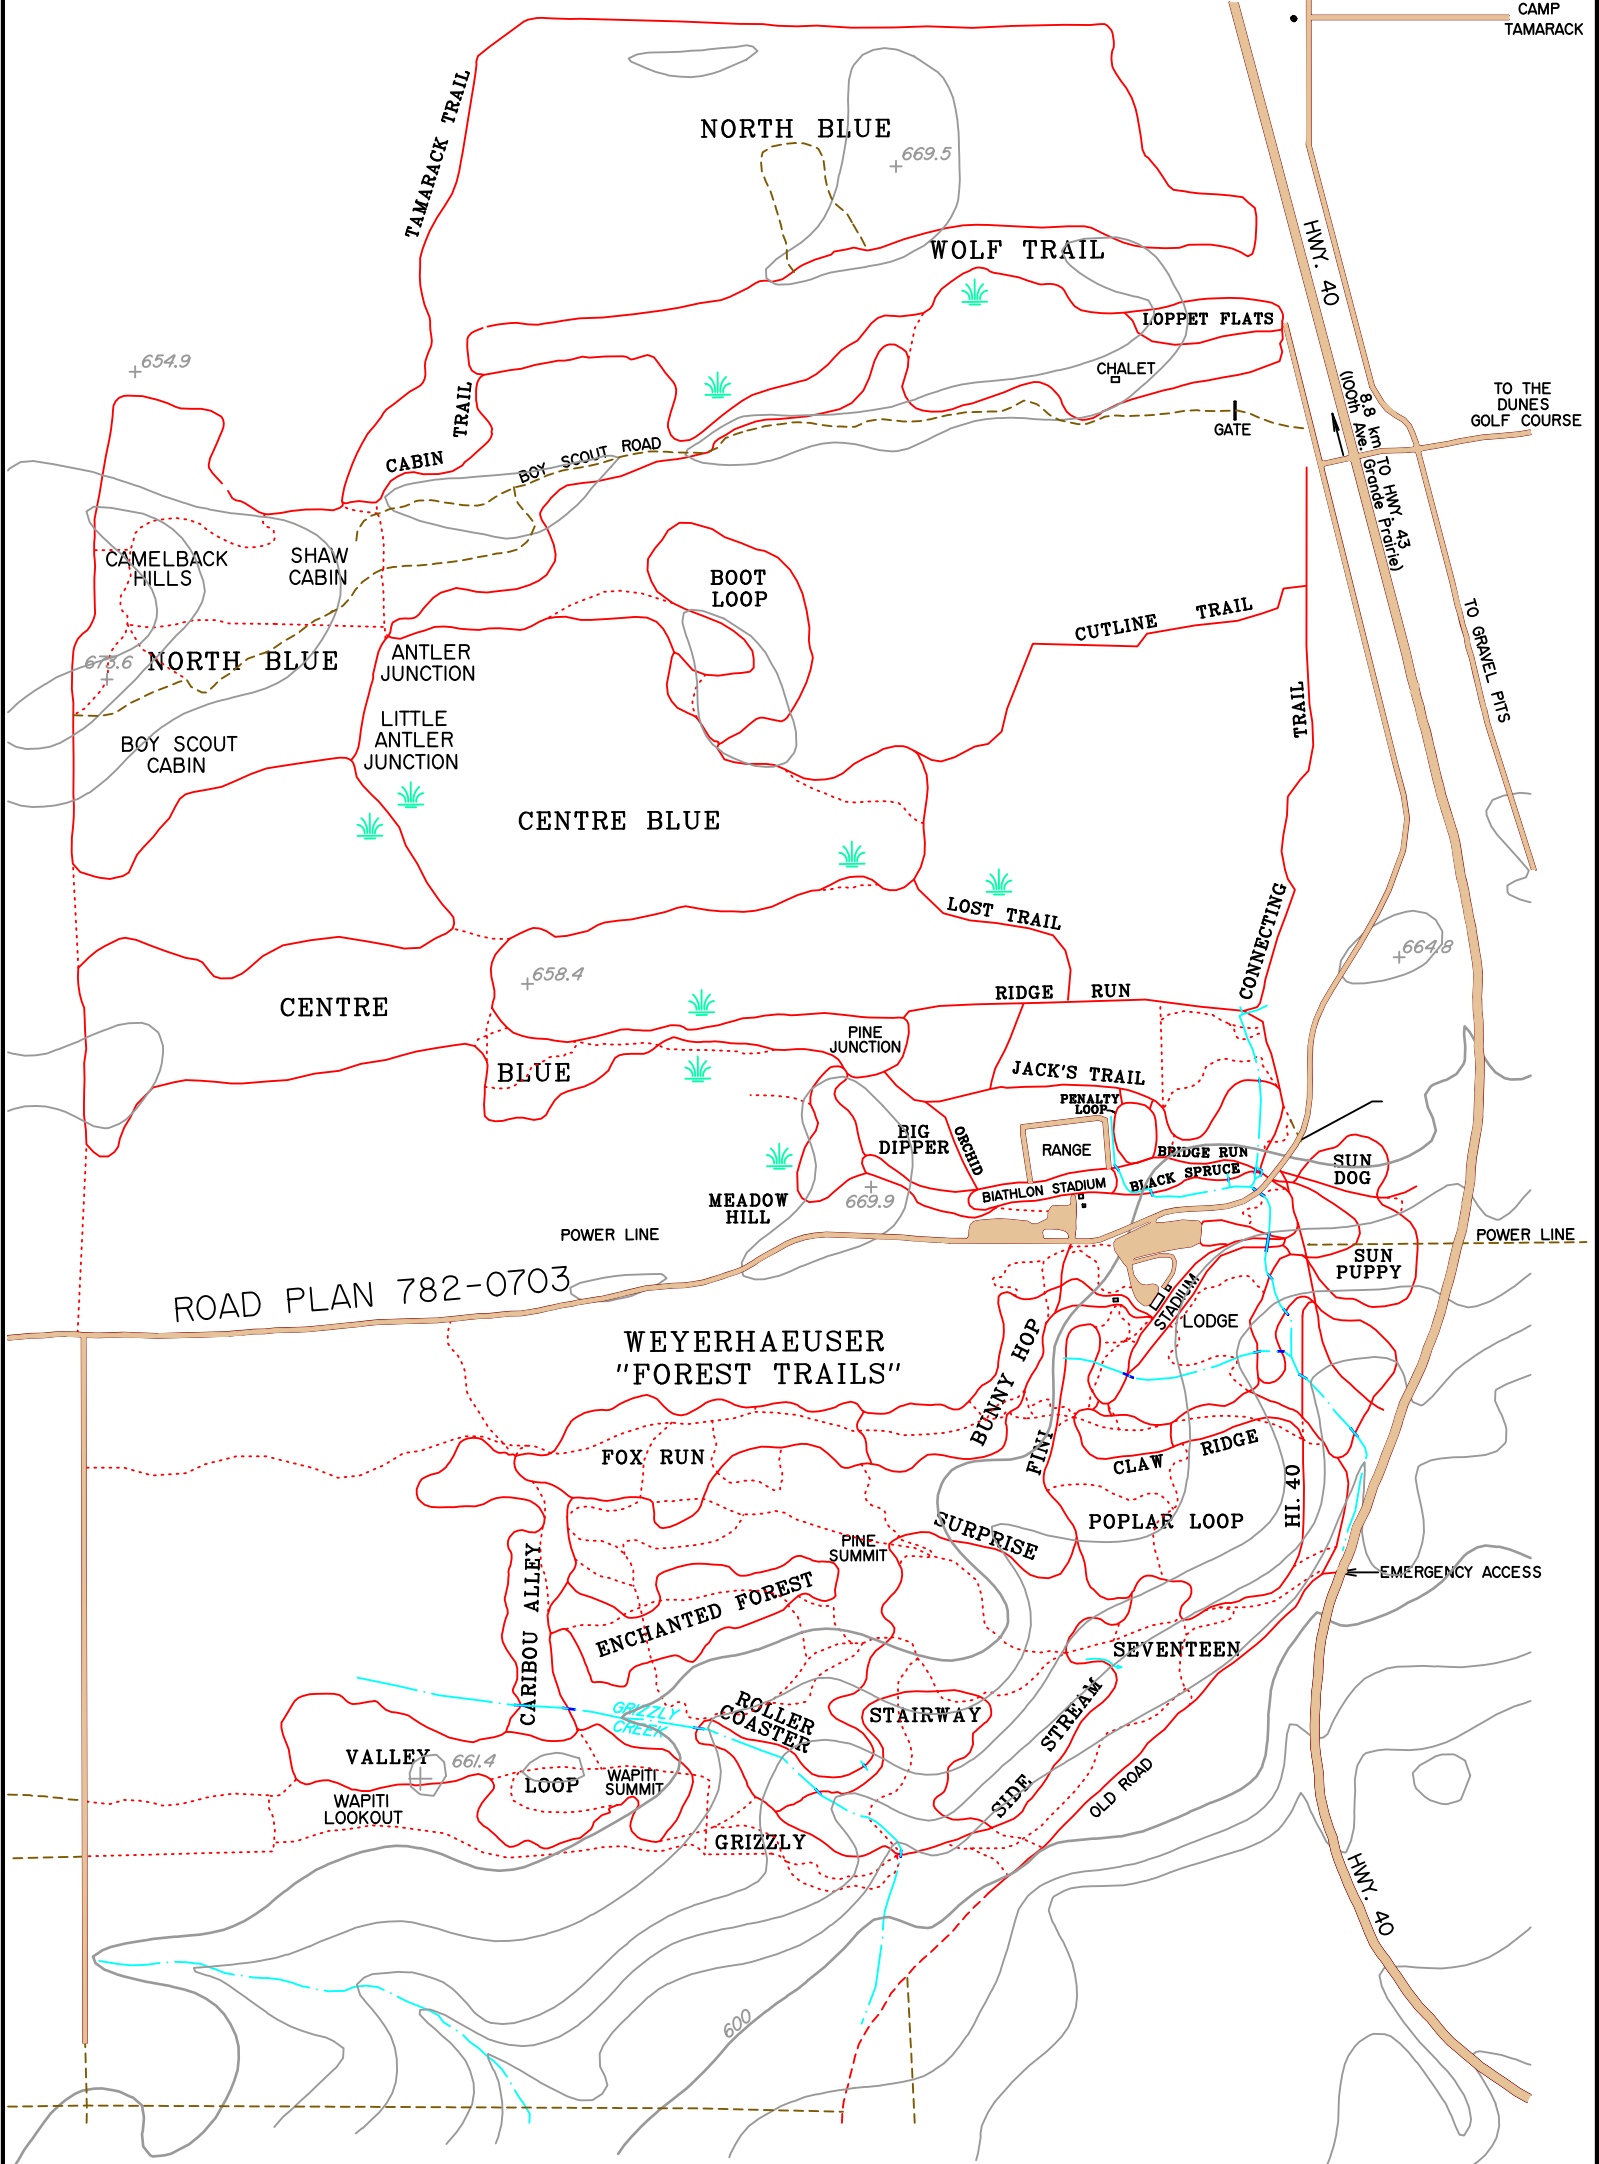 CAMP
TAMARACK
TAMARACK TRAIL
NORTH BLUE
669.5
HWY. 40
WOLF TRAIL
LOPPET FLATS
654.9
CHALET
8.8 km TO HWY. 43
(100th Ave. Grande Prairie)
TO THE
DUNES
GOLF COURSE
GATE
CABIN TRAIL
BOY SCOUT ROAD
CAMELBACK
HILLS
SHAW
CABIN
BOOT
LOOP
CUTLINE TRAIL
TO GRAVEL PITS
673.6
NORTH BLUE
ANTLER
JUNCTION
LITTLE
ANTLER
JUNCTION
BOY SCOUT
CABIN
CONNECTING TRAIL
CENTRE BLUE
LOST TRAIL
664.8
658.4
RIDGE RUN
CENTRE
BLUE
PINE
JUNCTION
JACK'S TRAIL
PENALTY
LOOP
BIG
DIPPER
ORCHID
RANGE
BRIDGE RUN
BLACK SPRUCE
SUN
DOG
BIATHLON STADIUM
MEADOW
HILL
669.9
POWER LINE
POWER LINE
SUN
PUPPY
ROAD PLAN 782-0703
STADIUM
LODGE
WEYERHAEUSER
"FOREST TRAILS"
BUNNY HOP
FOX RUN
FINI
CLAW RIDGE
HI. 40
SURPRISE
POPLAR LOOP
PINE
SUMMIT
EMERGENCY ACCESS
CARIBOU ALLEY
ENCHANTED FOREST
SEVENTEEN
GRIZZLY
CREEK
ROLLER
COASTER
STAIRWAY
SIDE STREAM
VALLEY
661.4
LOOP
WAPITI
SUMMIT
WAPITI
LOOKOUT
OLD ROAD
GRIZZLY
HWY. 40
600